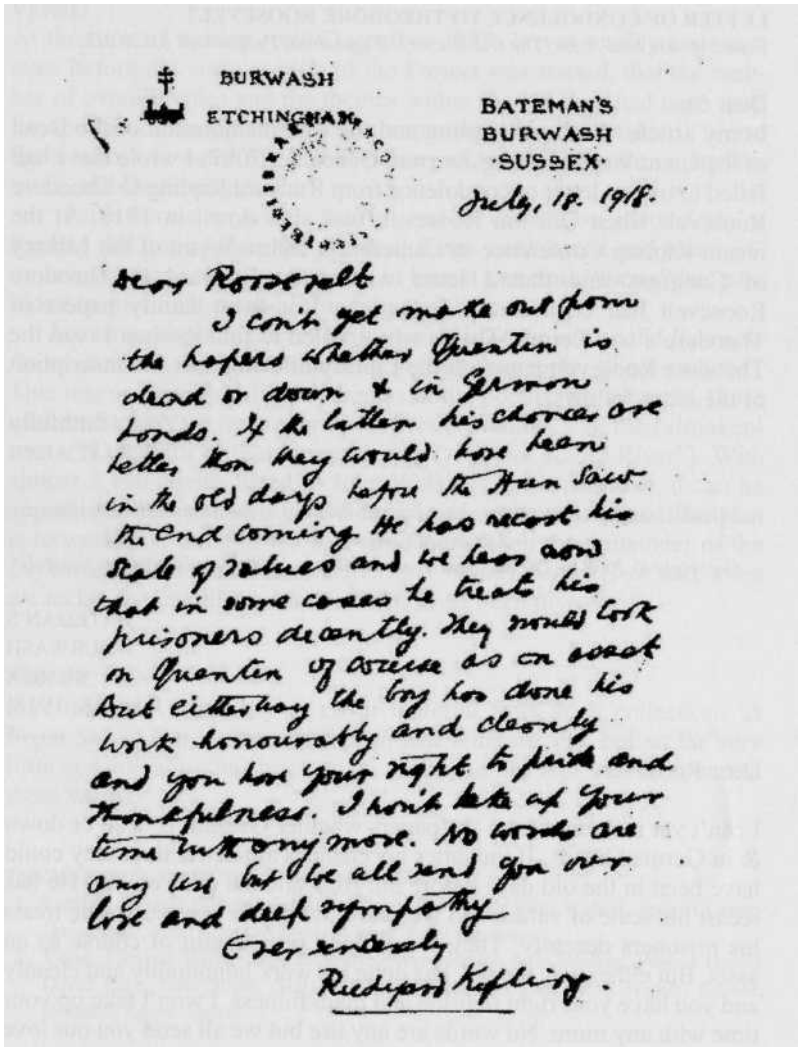 BURWASH
ETCHINGHAM
BATEMAN'S
BURWASH
SUSSEX
July. 18. 1918.
Dear Roosevelt
I can't yet make out from
the papers whether Quentin is
dead or down & in German
hands. If the latter his chances are
better than they would have been
in the old days before the Hun saw
the end coming. He has recast his
scale of values and we hear now
that in some cases he treats his
prisoners decently. They would look
on Quentin of course as an asset
But either way the boy has done his
work honourably and cleanly
and you have your right to pride and
thankfulness. I won't take up your
time with any more. No words are
any use but we all send you our
love and deep sympathy
Ever sincerely
Rudyard Kipling.